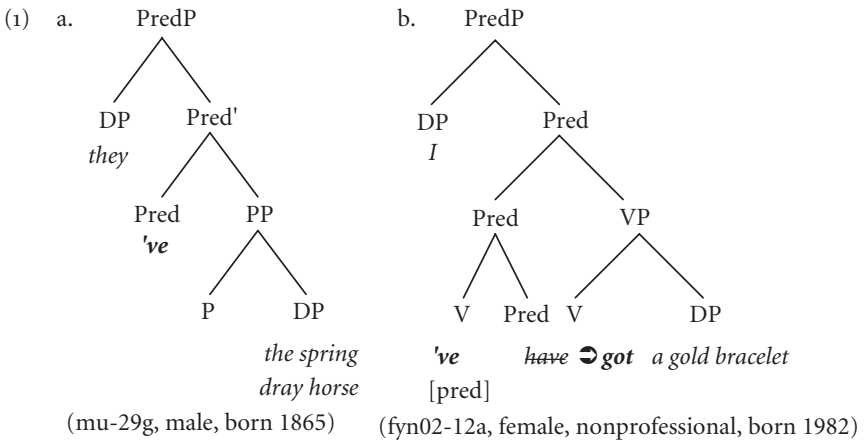 (1) a. PredP b. PredP
DP Pred' DP Pred
they I
Pred PP Pred VP
've
P DP V Pred V DP
the spring 've have ➲ got a gold bracelet
dray horse [pred]
(mu-29g, male, born 1865) (fyn02-12a, female, nonprofessional, born 1982)